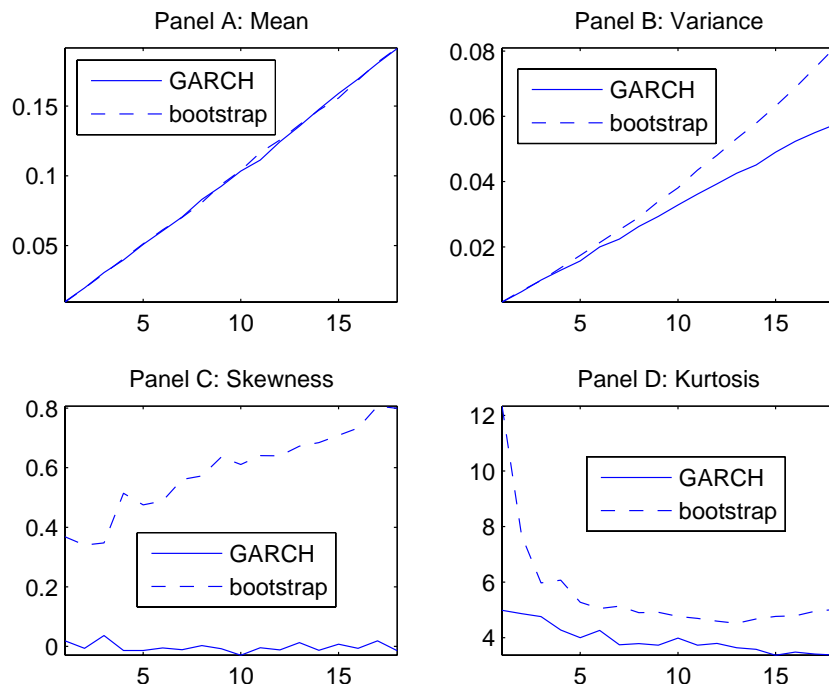 Panel A: Mean
GARCH
bootstrap
0.15
0.1
0.05
5
10
15
Panel B: Variance
GARCH
bootstrap
0.08
0.06
0.04
0.02
5
10
15
Panel C: Skewness
GARCH
bootstrap
0.8
0.6
0.4
0.2
0
5
10
15
Panel D: Kurtosis
GARCH
bootstrap
12
10
8
6
4
5
10
15